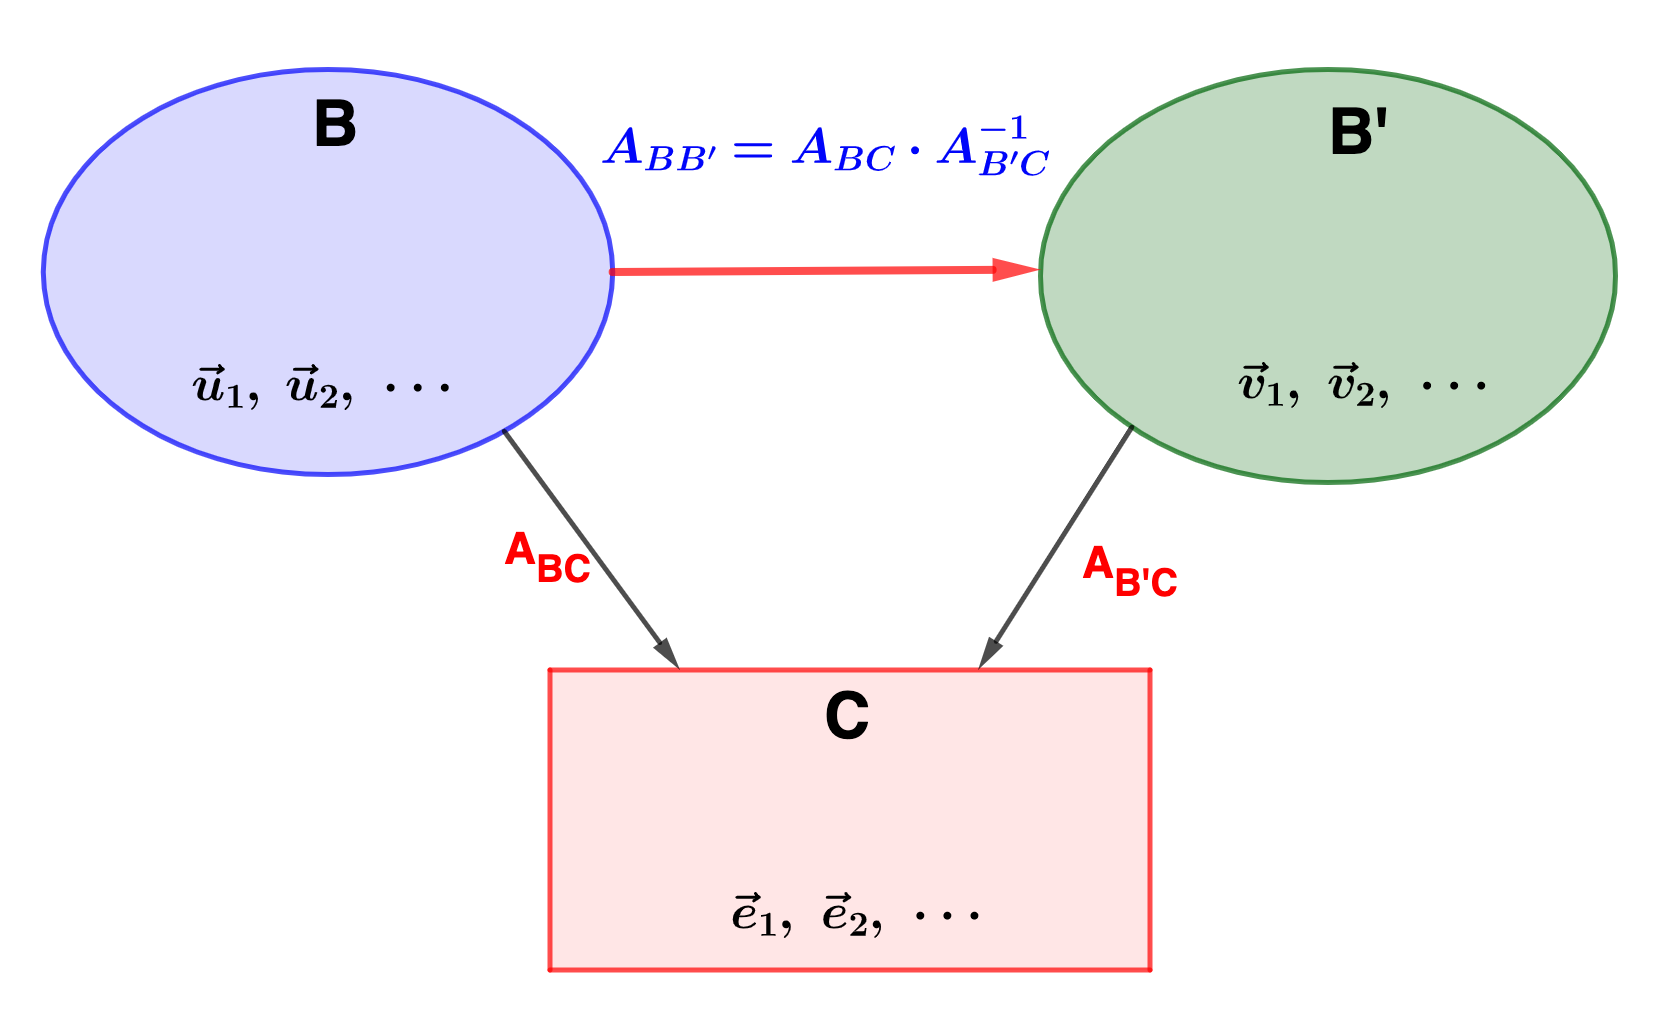 B
B'
$A_{BB'} = A_{BC} \cdot A_{B'C}^{-1}$
$\vec{u}_1, \vec{u}_2, \cdots$
$\vec{v}_1, \vec{v}_2, \cdots$
A_{BC}
A_{B'C}
C
$\vec{e}_1, \vec{e}_2, \cdots$